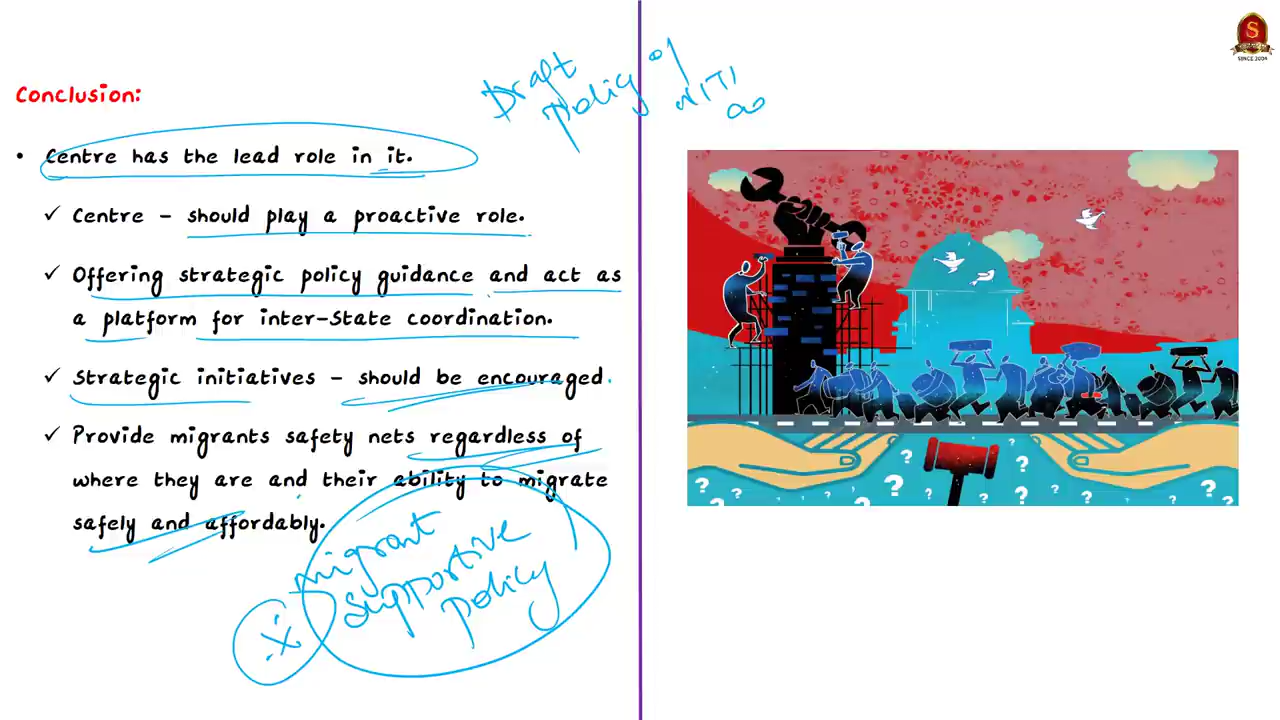 Conclusion:
Draft
policy of
NITI
• Centre has the lead role in it.
✓ Centre – should play a proactive role.
✓ Offering strategic policy guidance and act as
a platform for inter-State coordination.
✓ Strategic initiatives – should be encouraged.
✓ Provide migrants safety nets regardless of
where they are and their ability to migrate
safely and affordably.
migrant
supportive
policy
X
S
SINCE 2004
? ? ? ? ? ? ? ? ? ?